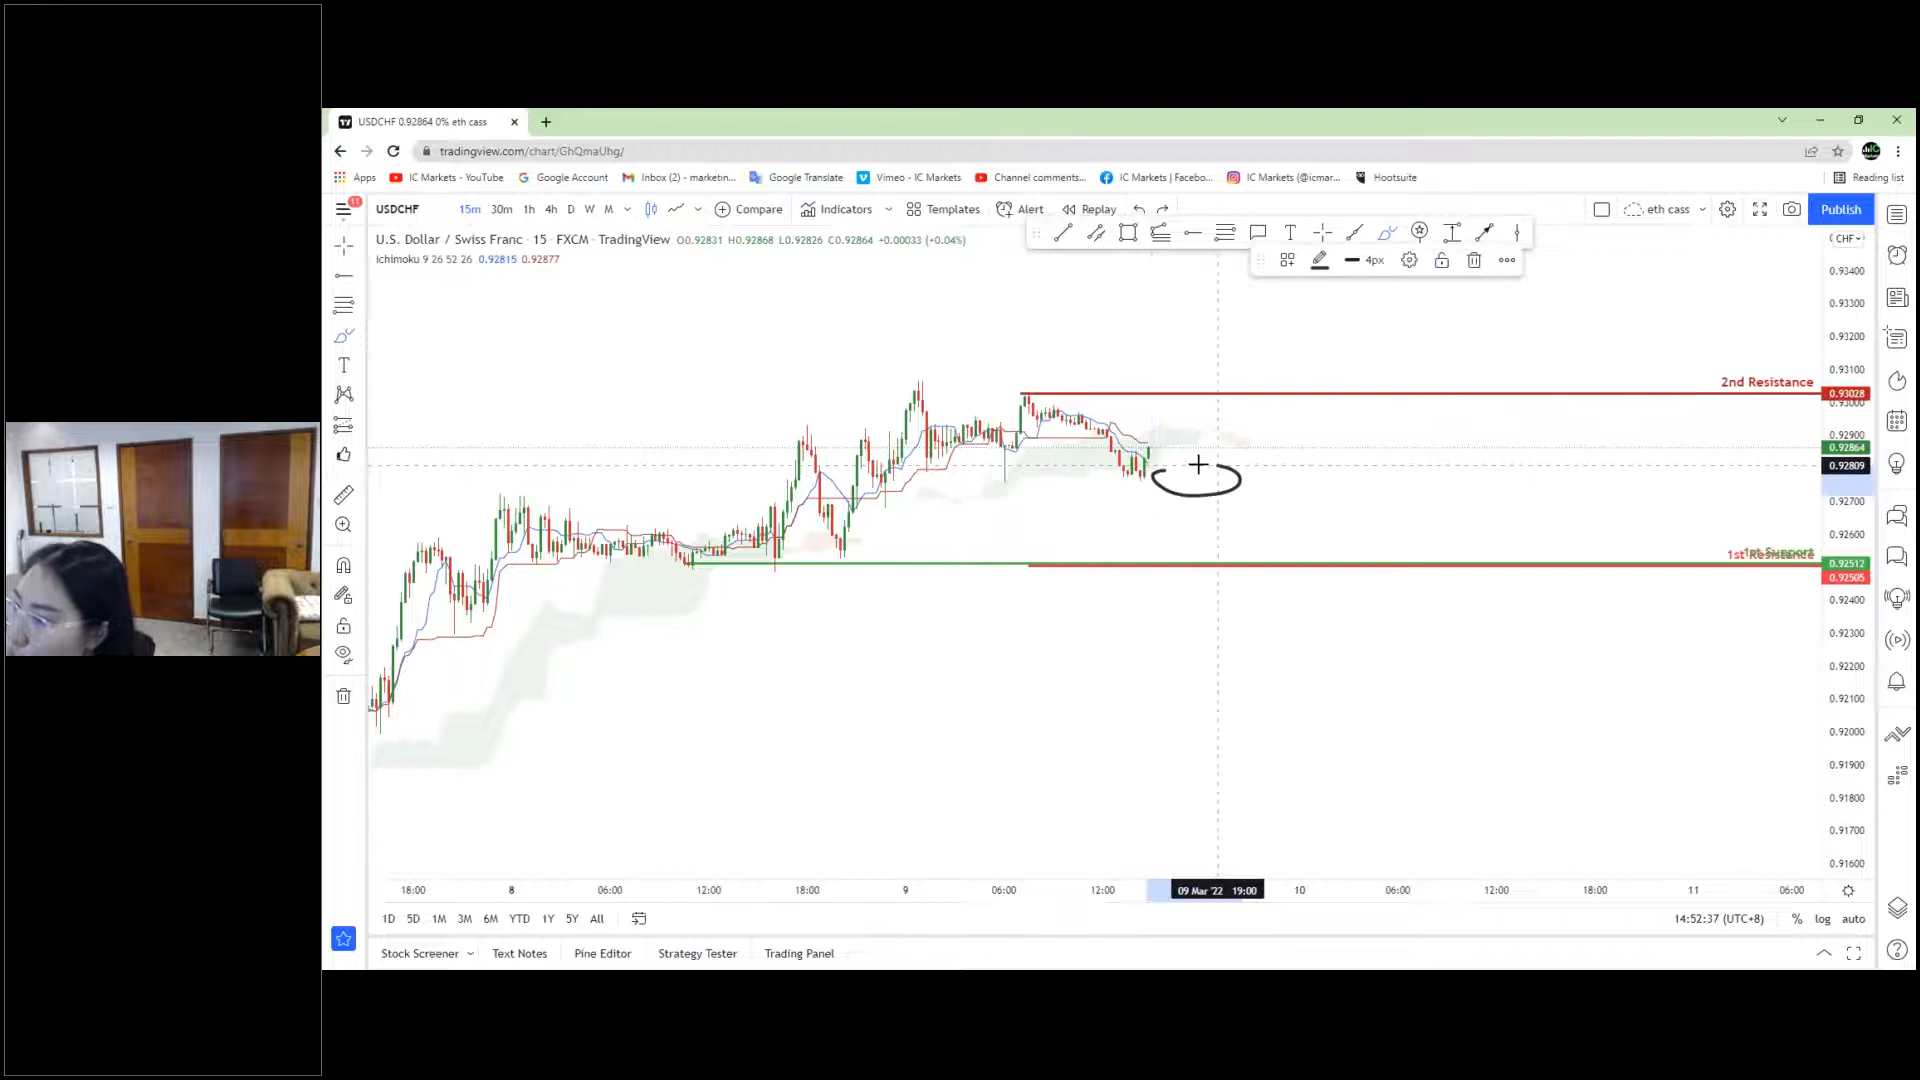 USDCHF 0.92864 0% eth cass
tradingview.com/chart/GhQmaUhg/
Apps IC Markets - YouTube Google Account Inbox (2) - marketin... Google Translate Vimeo - IC Markets Channel comments... IC Markets | Facebo... IC Markets (@icmar... Hootsuite Reading list
11
USDCHF 15m 30m 1h 4h D W M Compare Indicators Templates Alert Replay eth cass Publish
U.S. Dollar / Swiss Franc · 15 · FXCM · TradingView O0.92831 H0.92868 L0.92826 C0.92864 +0.00033 (+0.04%)
CHF
Ichimoku 9 26 52 26 0.92815 0.92877
4px
0.93400
0.93300
0.93200
0.93100
2nd Resistance
0.93028
0.93000
0.92900
0.92864
0.92809
0.92700
0.92600
1st Support
1st Resistance
0.92512
0.92505
0.92400
0.92300
0.92200
0.92100
0.92000
0.91900
0.91800
0.91700
0.91600
18:00 8 06:00 12:00 18:00 9 06:00 12:00 09 Mar '22 19:00 10 06:00 12:00 18:00 11 06:00
1D 5D 1M 3M 6M YTD 1Y 5Y All 14:52:37 (UTC+8) % log auto
Stock Screener Text Notes Pine Editor Strategy Tester Trading Panel